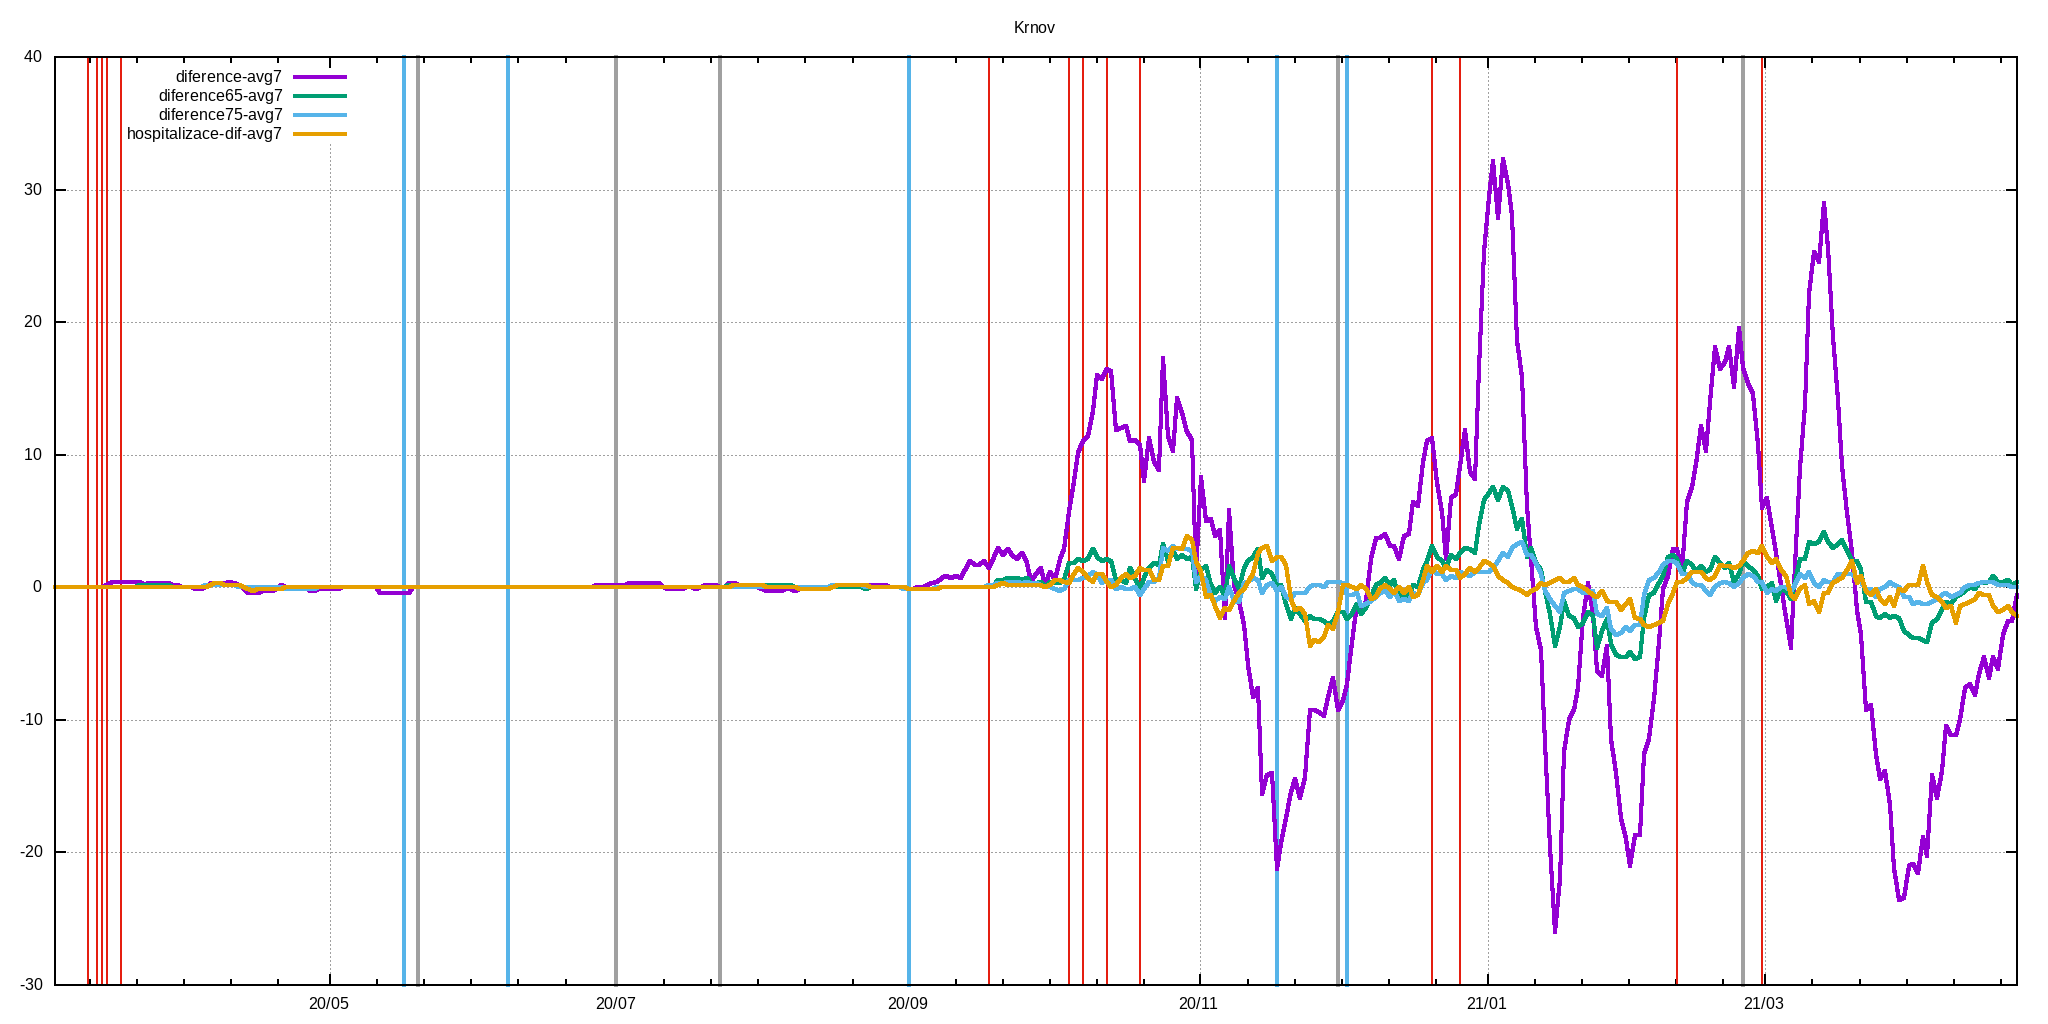 Krnov
40
diference-avg7
diference65-avg7
diference75-avg7
hospitalizace-dif-avg7
30
20
10
0
-10
-20
-30
20/05 20/07 20/09 20/11 21/01 21/03